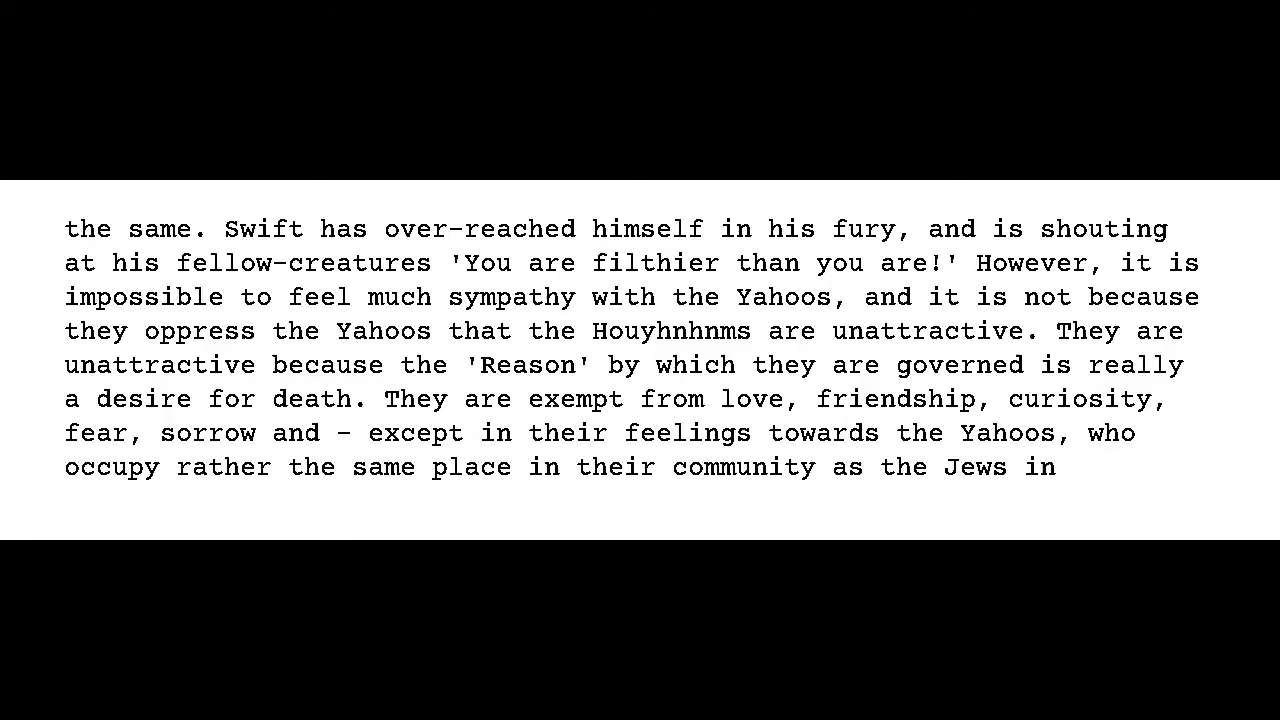 the same. Swift has over-reached himself in his fury, and is shouting
at his fellow-creatures 'You are filthier than you are!' However, it is
impossible to feel much sympathy with the Yahoos, and it is not because
they oppress the Yahoos that the Houyhnhnms are unattractive. They are
unattractive because the 'Reason' by which they are governed is really
a desire for death. They are exempt from love, friendship, curiosity,
fear, sorrow and - except in their feelings towards the Yahoos, who
occupy rather the same place in their community as the Jews in